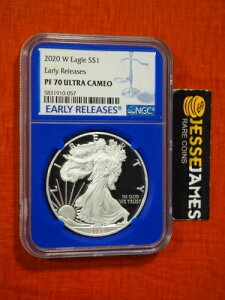 2020 W Eagle S$1
Early Releases
PF 70 ULTRA CAMEO
5831910-057
EARLY RELEASES
NGC
LIBERTY
IN GOD
WE TRUST
2020
JESSE JAMES
RARE COINS